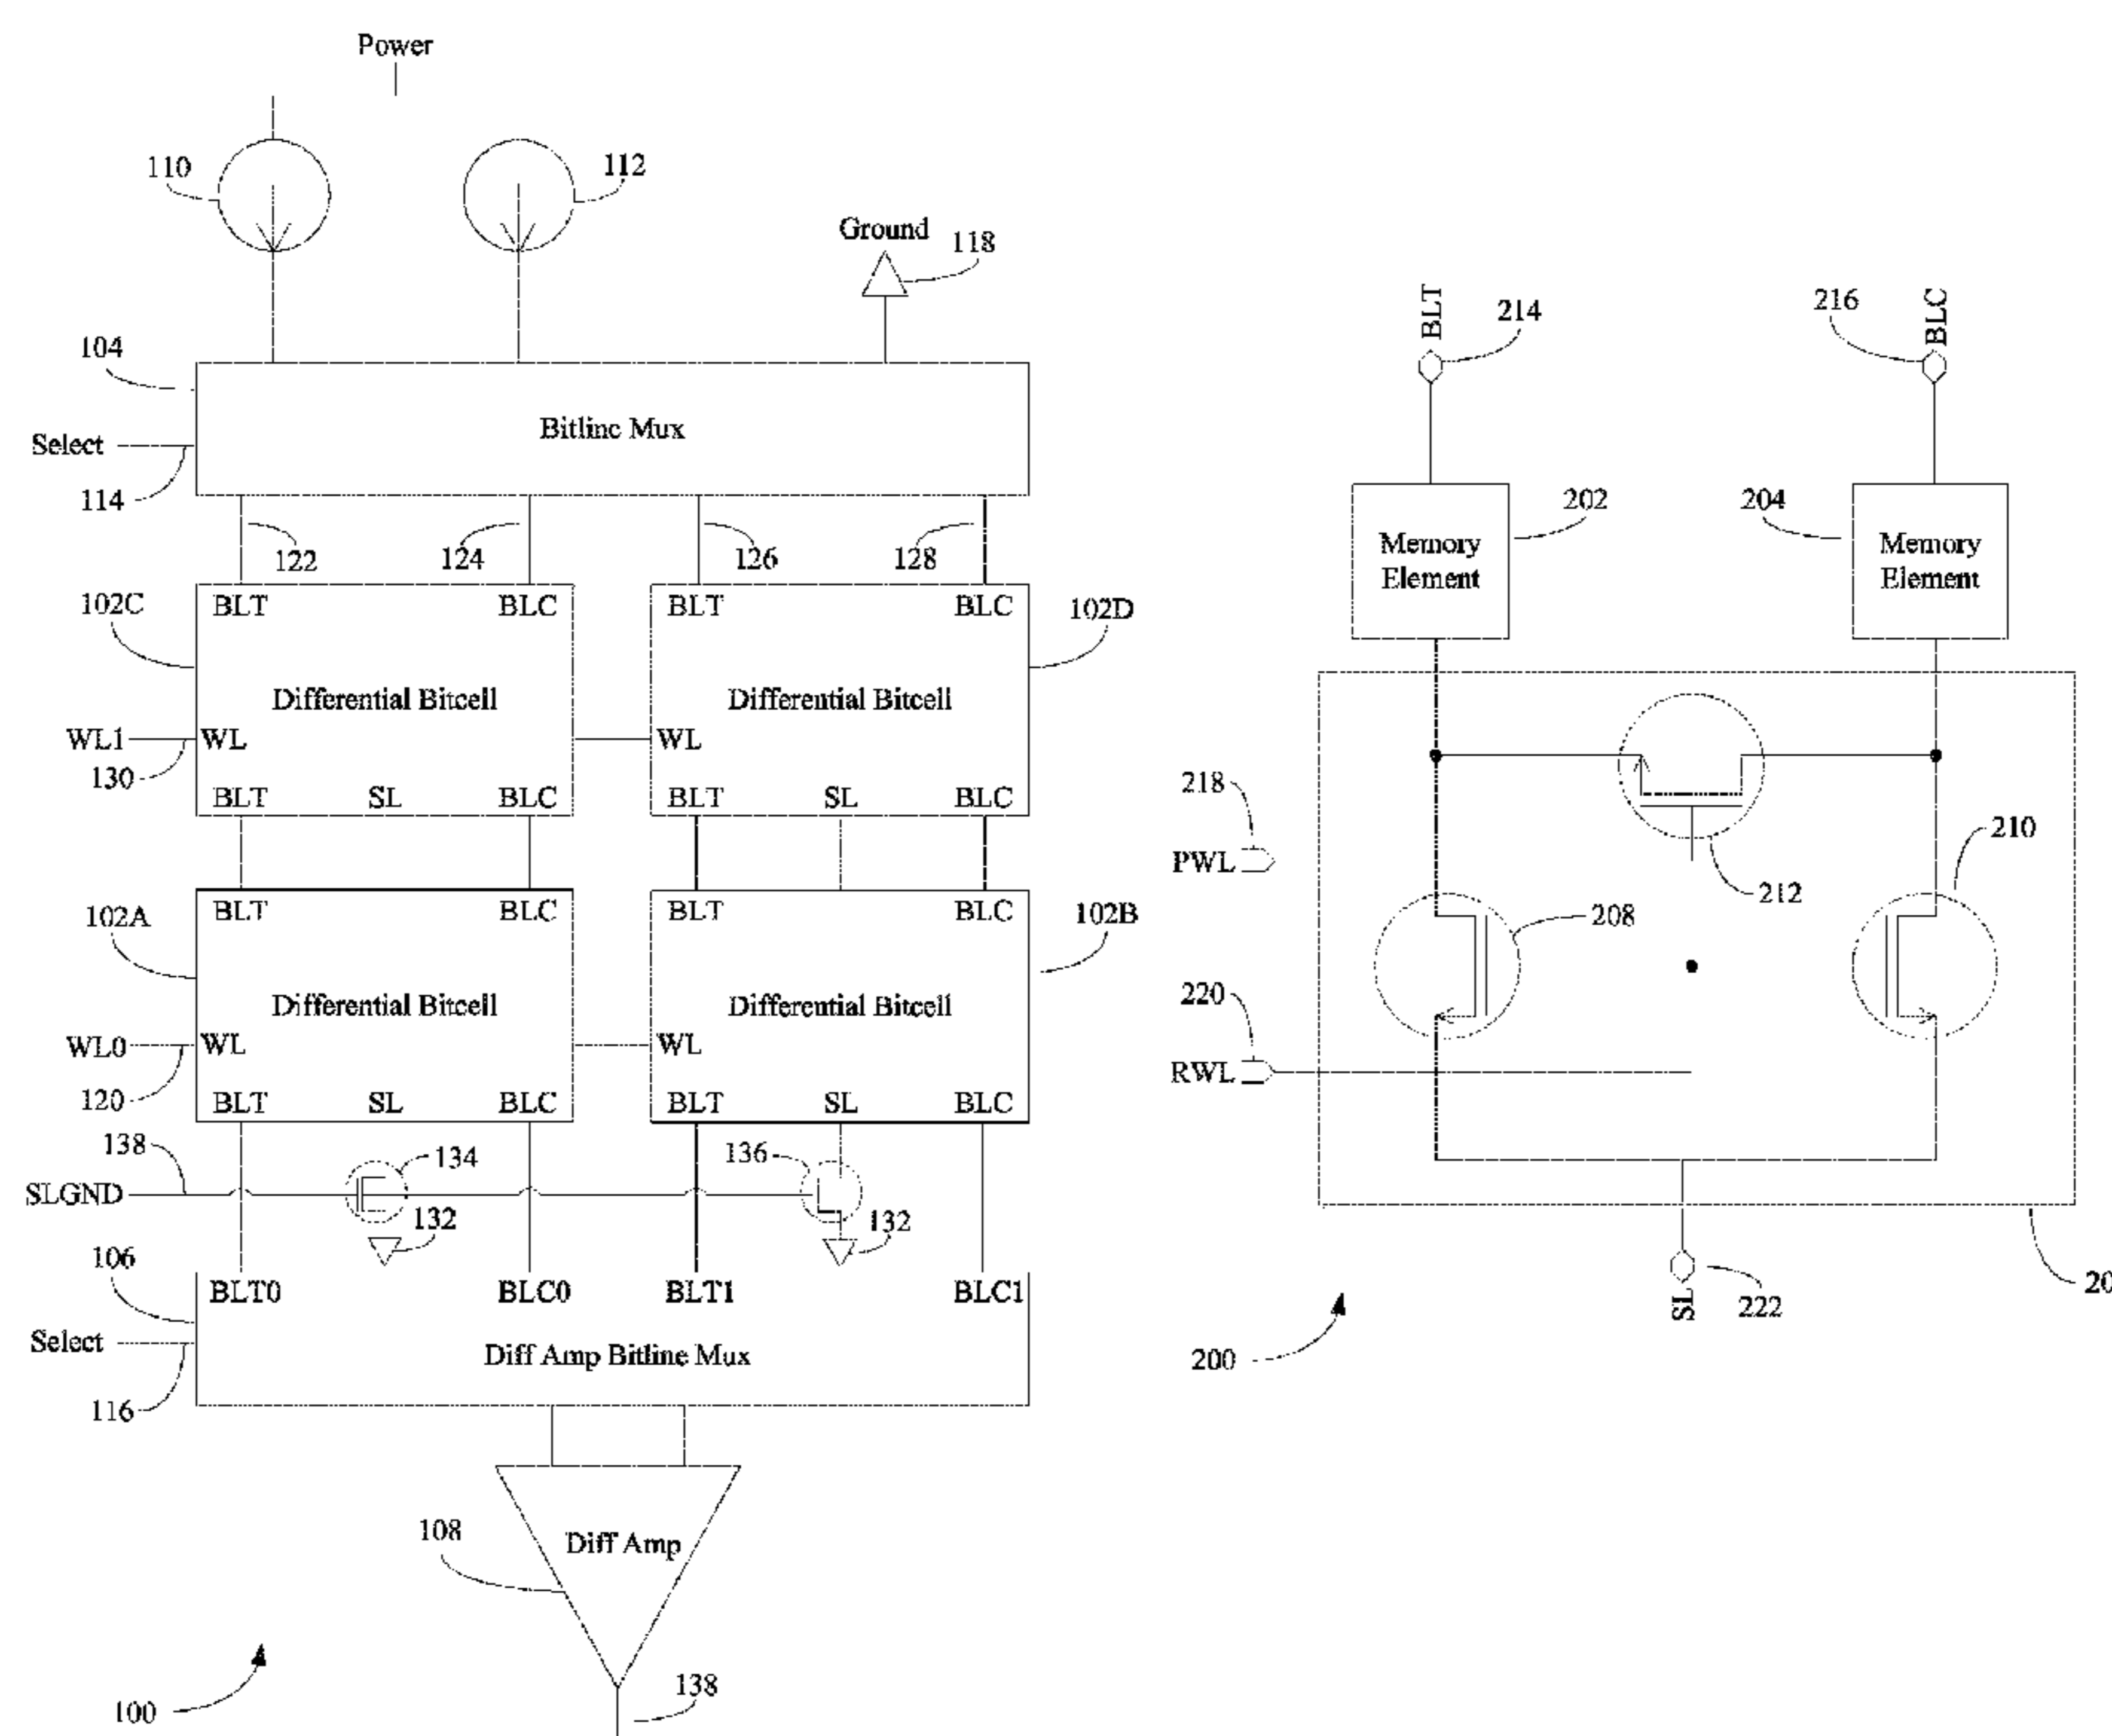 Power
110
112
Ground
118
104
Bitline Mux
Select
114
122
124
126
128
102C
BLT
BLC
BLT
BLC
102D
Differential Bitcell
Differential Bitcell
WL1
WL
WL
130
BLT
SL
BLC
BLT
SL
BLC
102A
BLT
BLC
BLT
BLC
102B
Differential Bitcell
Differential Bitcell
WL0
WL
WL
120
BLT
SL
BLC
BLT
SL
BLC
138
134
136
SLGND
132
132
106
BLT0
BLC0
BLT1
BLC1
Select
Diff Amp Bitline Mux
116
108
Diff Amp
138
100
BLT
214
216
BLC
202
204
Memory
Element
Memory
Element
218
PWL
212
210
208
220
RWL
SL
222
20
200